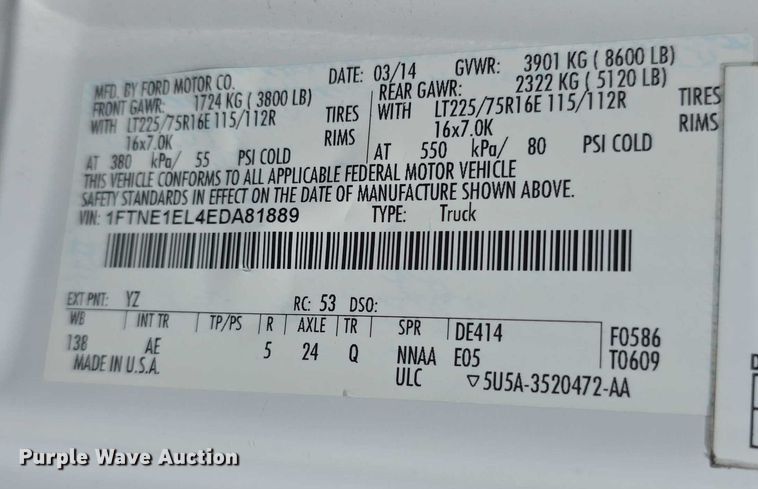 MFD. BY FORD MOTOR CO.
DATE: 03/14 GVWR: 3901 KG ( 8600 LB)
FRONT GAWR: 1724 KG ( 3800 LB)
REAR GAWR: 2322 KG ( 5120 LB)
WITH LT225/75R16E 115/112R TIRES
WITH LT225/75R16E 115/112R TIRES
16x7.0K RIMS
16x7.0K RIMS
AT 380 kPa/ 55 PSI COLD
AT 550 kPa/ 80 PSI COLD
THIS VEHICLE CONFORMS TO ALL APPLICABLE FEDERAL MOTOR VEHICLE
SAFETY STANDARDS IN EFFECT ON THE DATE OF MANUFACTURE SHOWN ABOVE.
VIN: 1FTNE1EL4EDA81889 TYPE: Truck
EXT PNT: YZ RC: 53 DSO:
WB INT TR TP/PS R AXLE TR SPR DE414 F0586
138 AE 5 24 Q NNAA E05 T0609
MADE IN U.S.A. ULC ▽5U5A-3520472-AA
Purple Wave Auction